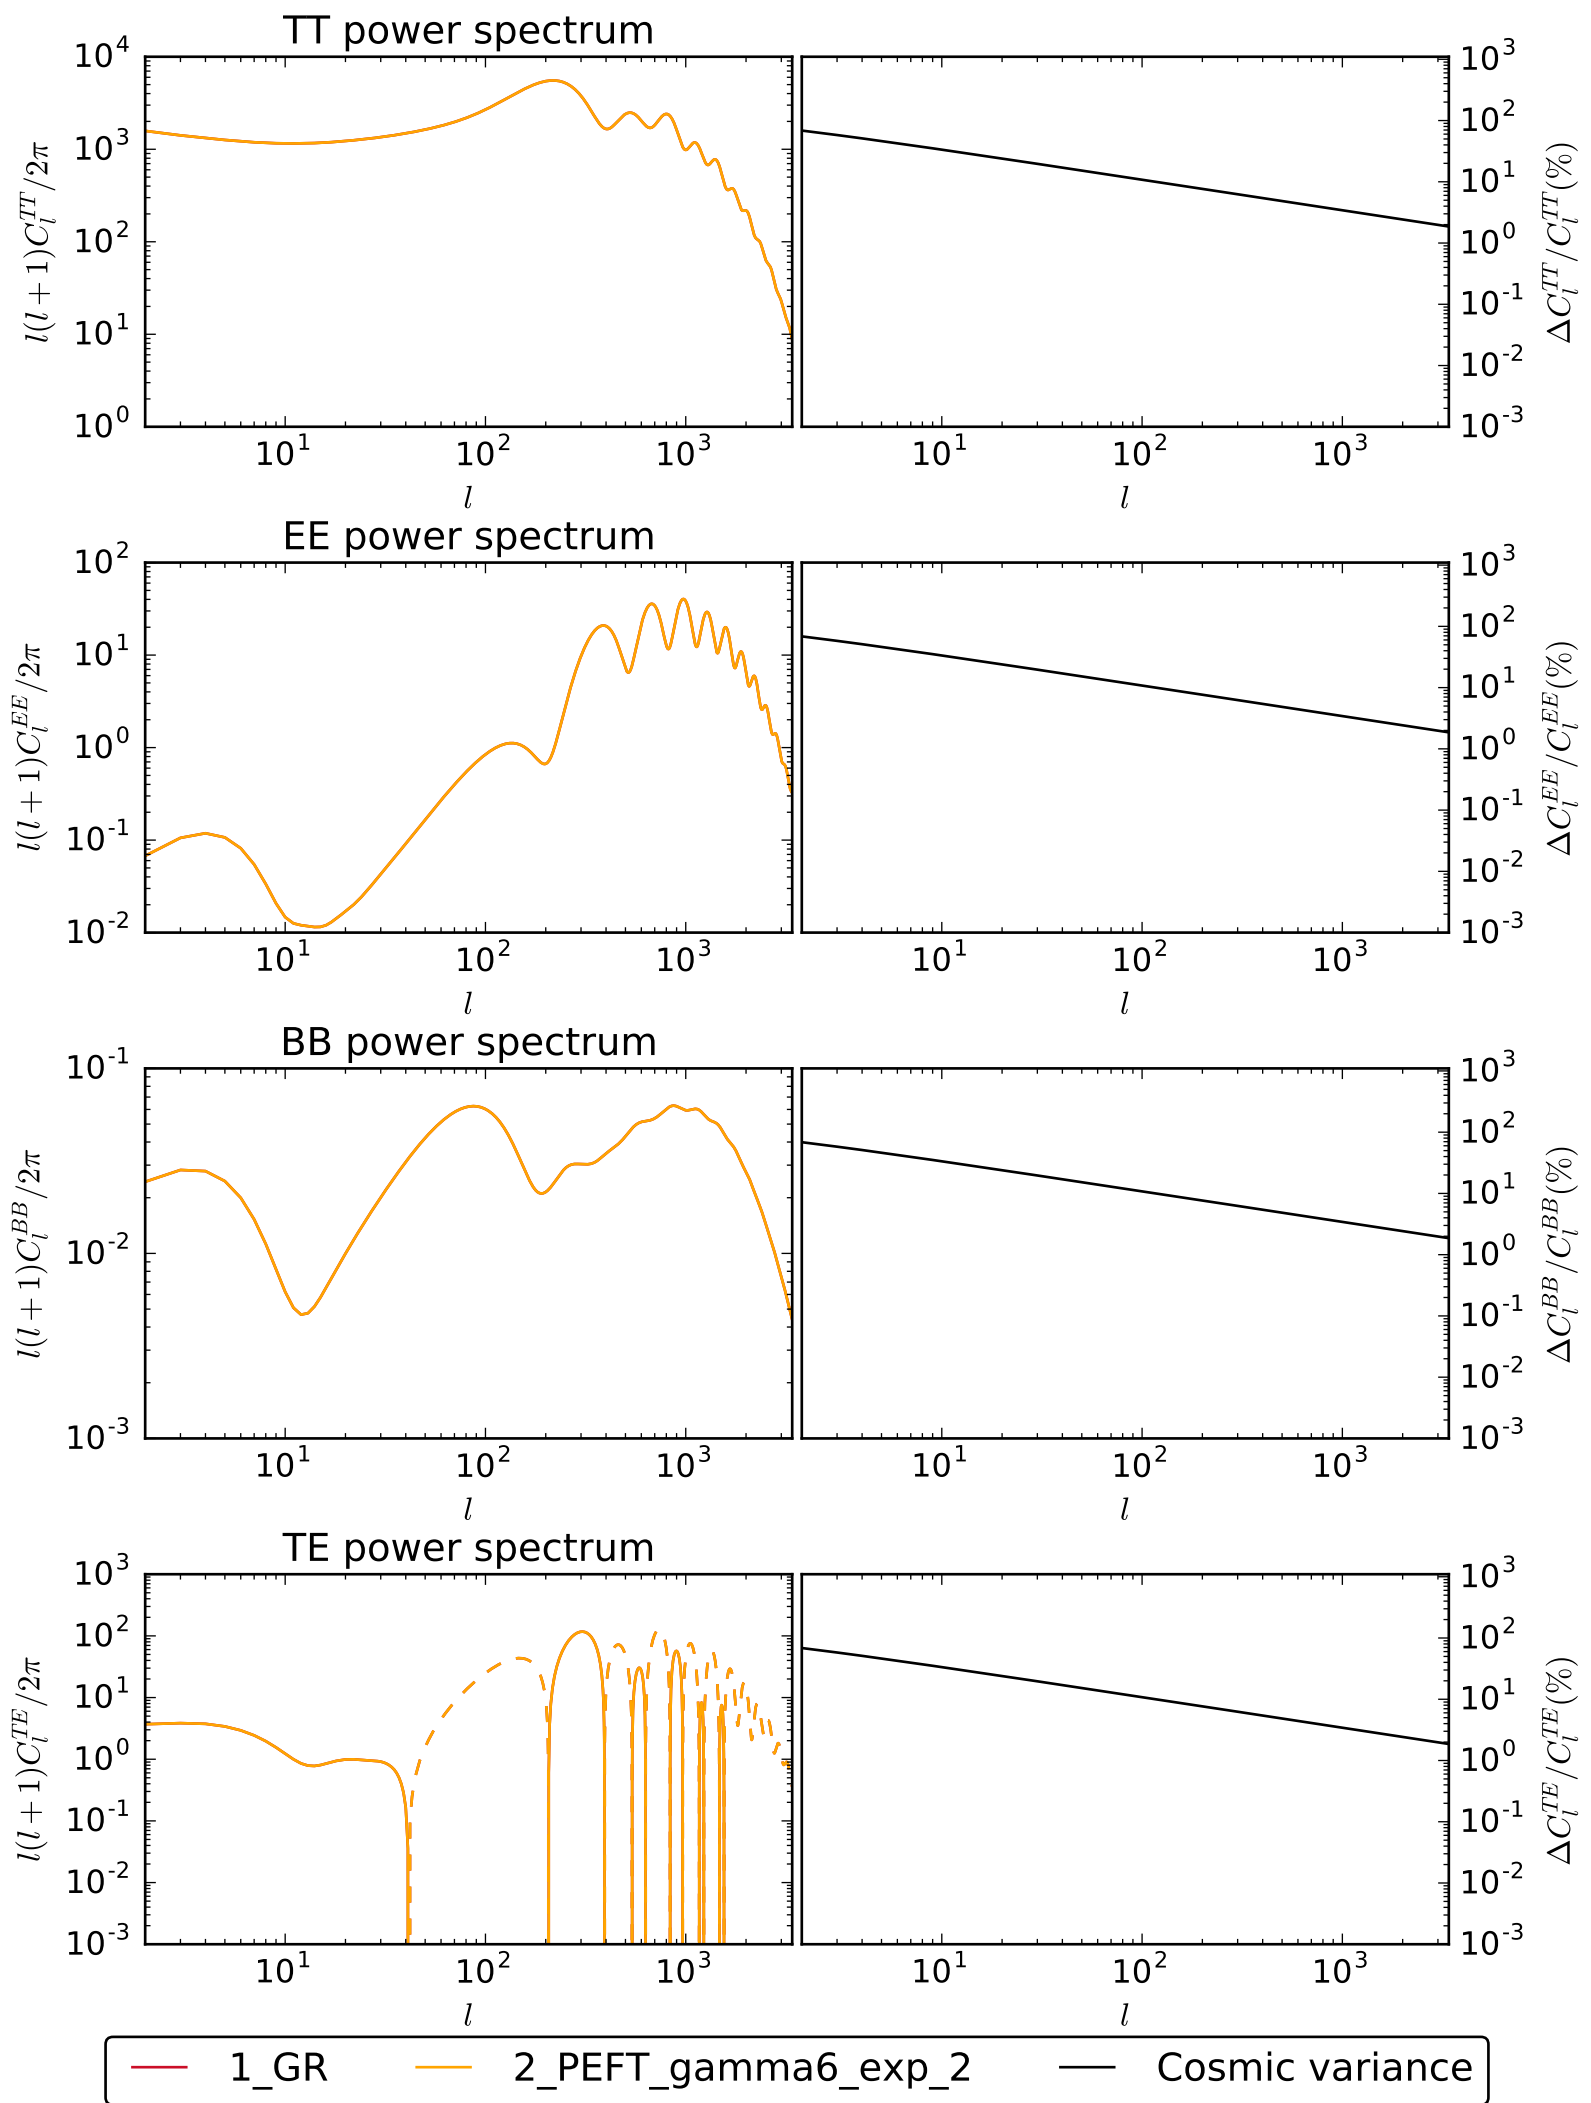 TT power spectrum
10^4
10^3
10^2
10^1
10^0
l(l+1)C_l^{TT}/2π
10^1 10^2 10^3
l
10^3
10^2
10^1
10^0
10^-1
10^-2
10^-3
ΔC_l^{TT}/C_l^{TT}(%)
10^1 10^2 10^3
l
EE power spectrum
10^2
10^1
10^0
10^-1
10^-2
l(l+1)C_l^{EE}/2π
10^1 10^2 10^3
l
10^3
10^2
10^1
10^0
10^-1
10^-2
10^-3
ΔC_l^{EE}/C_l^{EE}(%)
10^1 10^2 10^3
l
BB power spectrum
10^-1
10^-2
10^-3
l(l+1)C_l^{BB}/2π
10^1 10^2 10^3
l
10^3
10^2
10^1
10^0
10^-1
10^-2
10^-3
ΔC_l^{BB}/C_l^{BB}(%)
10^1 10^2 10^3
l
TE power spectrum
10^3
10^2
10^1
10^0
10^-1
10^-2
10^-3
l(l+1)C_l^{TE}/2π
10^1 10^2 10^3
l
10^3
10^2
10^1
10^0
10^-1
10^-2
10^-3
ΔC_l^{TE}/C_l^{TE}(%)
10^1 10^2 10^3
l
1_GR 2_PEFT_gamma6_exp_2 Cosmic variance